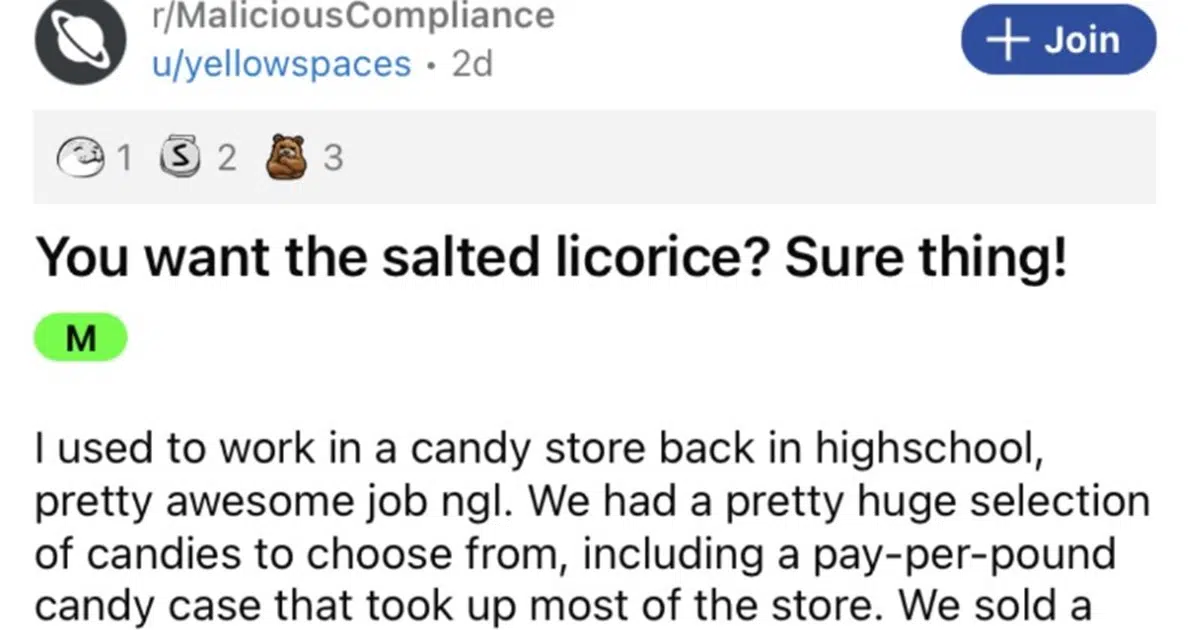 r/MaliciousCompliance
u/yellowspaces • 2d
+ Join
1 S 2 3
You want the salted licorice? Sure thing!
M
I used to work in a candy store back in highschool,
pretty awesome job ngl. We had a pretty huge selection
of candies to choose from, including a pay-per-pound
candy case that took up most of the store. We sold a